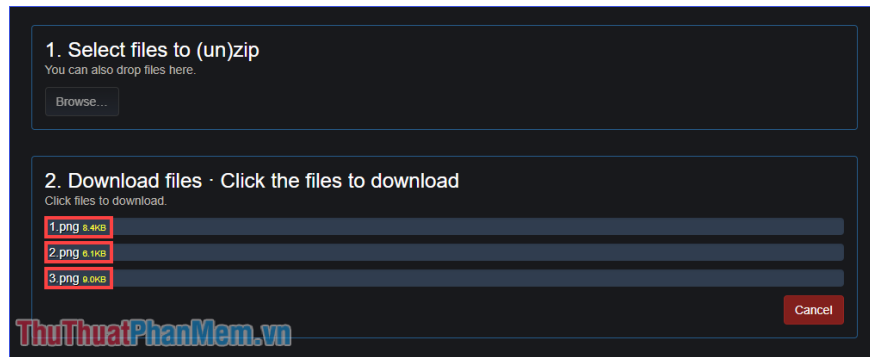 1. Select files to (un)zip
You can also drop files here.
Browse...
2. Download files · Click the files to download
Click files to download.
1.png 8.4KB
2.png 6.1KB
3.png 9.0KB
Cancel
ThuThuatPhanMem.vn